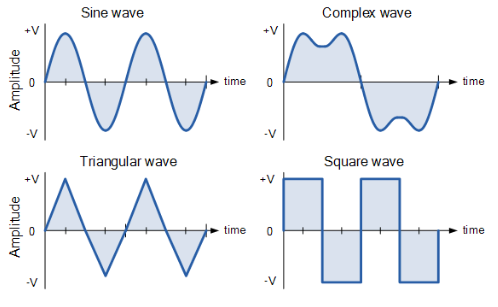 Sine wave
+V
Amplitude
0
time
-V
Complex wave
+V
0
time
-V
Triangular wave
+V
Amplitude
0
time
-V
Square wave
+V
0
time
-V